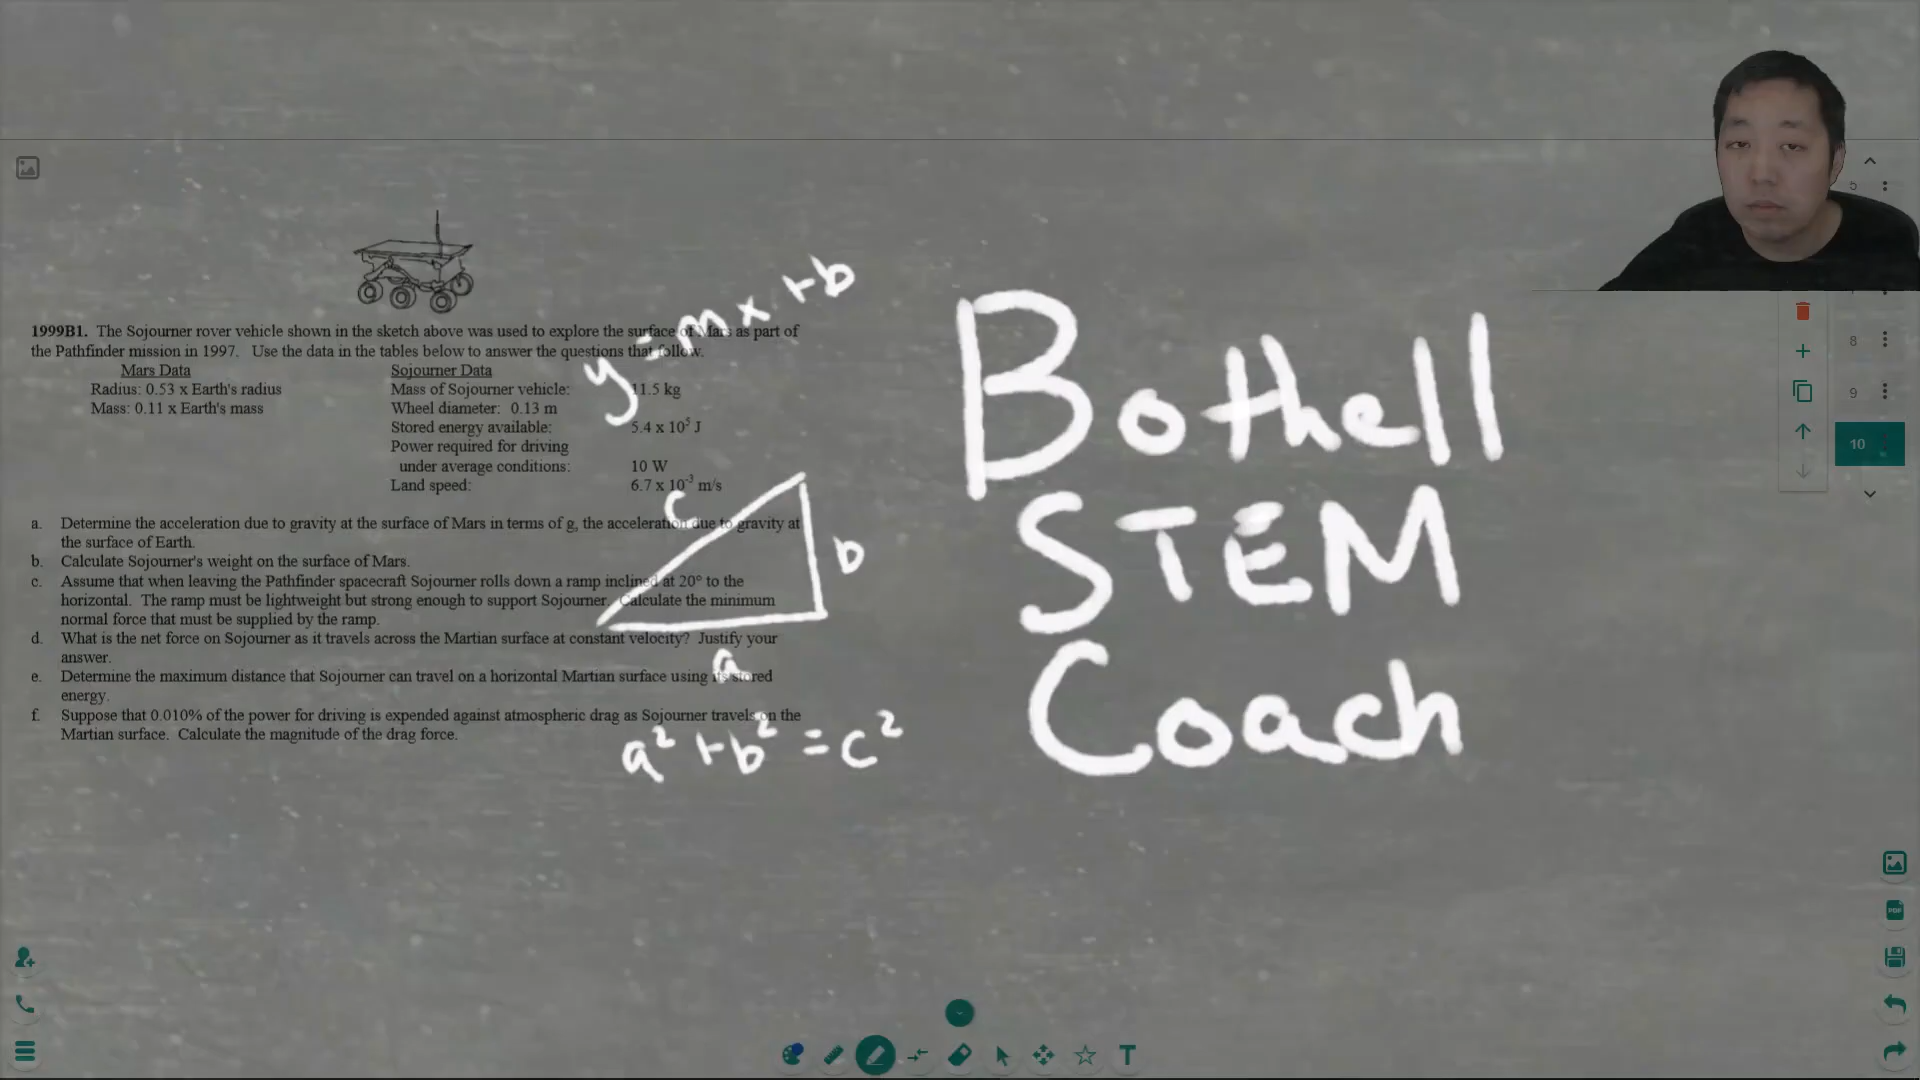 1999B1. The Sojourner rover vehicle shown in the sketch above was used to explore the surface of Mars as part of
the Pathfinder mission in 1997. Use the data in the tables below to answer the questions that follow.
Mars Data
Radius: 0.53 x Earth's radius
Mass: 0.11 x Earth's mass
Sojourner Data
Mass of Sojourner vehicle: 11.5 kg
Wheel diameter: 0.13 m
Stored energy available: 5.4 x 10⁵ J
Power required for driving
under average conditions: 10 W
Land speed: 6.7 x 10⁻³ m/s
a. Determine the acceleration due to gravity at the surface of Mars in terms of g, the acceleration due to gravity at
the surface of Earth.
b. Calculate Sojourner's weight on the surface of Mars.
c. Assume that when leaving the Pathfinder spacecraft Sojourner rolls down a ramp inclined at 20° to the
horizontal. The ramp must be lightweight but strong enough to support Sojourner. Calculate the minimum
normal force that must be supplied by the ramp.
d. What is the net force on Sojourner as it travels across the Martian surface at constant velocity? Justify your
answer.
e. Determine the maximum distance that Sojourner can travel on a horizontal Martian surface using its stored
energy.
f. Suppose that 0.010% of the power for driving is expended against atmospheric drag as Sojourner travels on the
Martian surface. Calculate the magnitude of the drag force.
y=mx+b
c
b
a
a²+b²=c²
Bothell
STEM
Coach
5
8
9
10
PDF
T